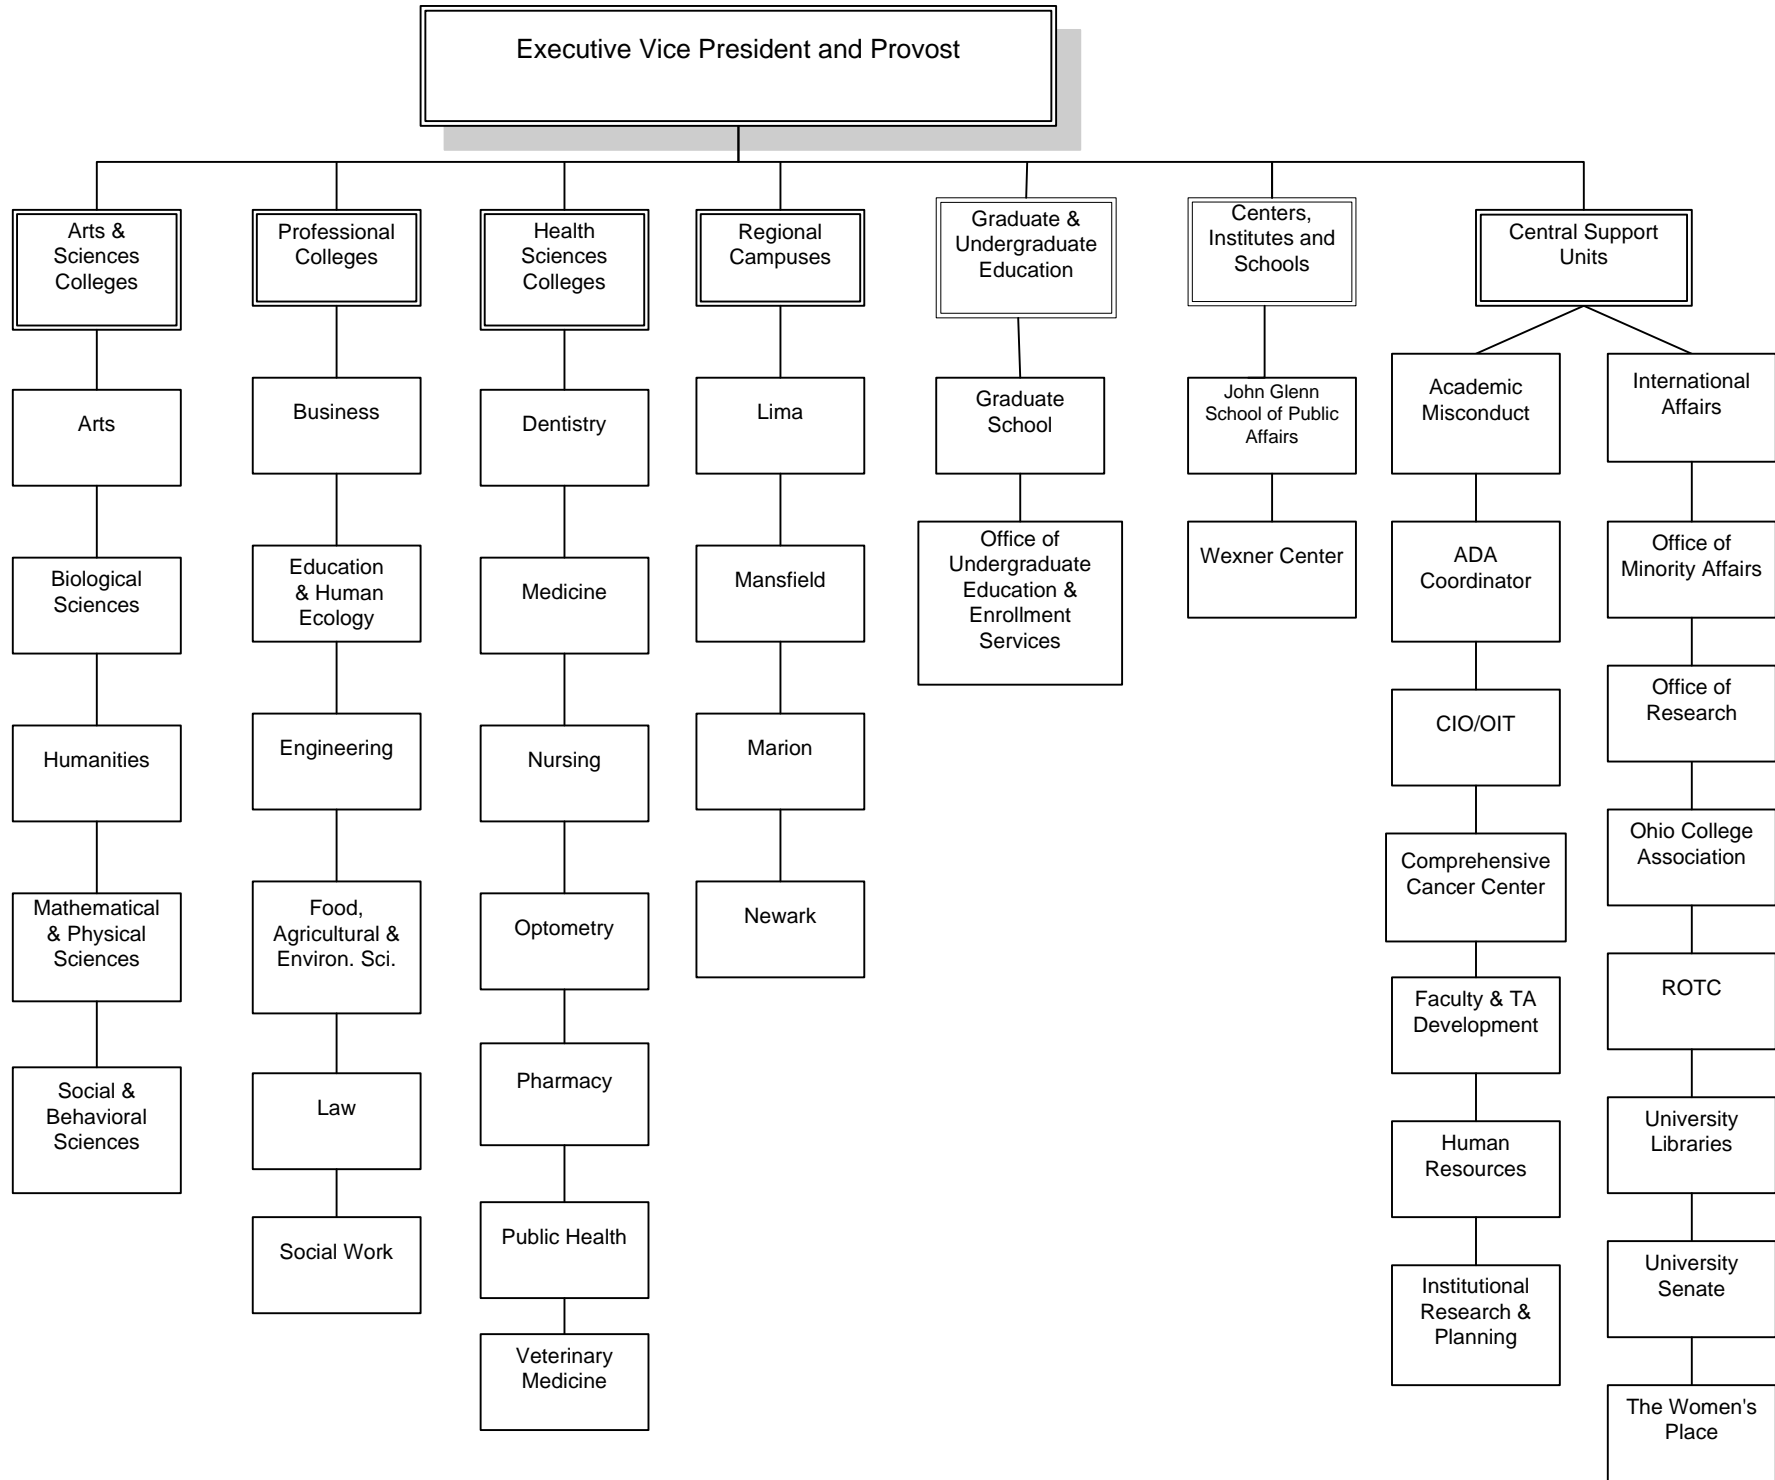 Executive Vice President and Provost
Arts &
Sciences
Colleges
Professional
Colleges
Health
Sciences
Colleges
Regional
Campuses
Graduate &
Undergraduate
Education
Centers,
Institutes and
Schools
Central Support
Units
Arts
Biological
Sciences
Humanities
Mathematical
& Physical
Sciences
Social &
Behavioral
Sciences
Business
Education
& Human
Ecology
Engineering
Food,
Agricultural &
Environ. Sci.
Law
Social Work
Dentistry
Medicine
Nursing
Optometry
Pharmacy
Public Health
Veterinary
Medicine
Lima
Mansfield
Marion
Newark
Graduate
School
Office of
Undergraduate
Education &
Enrollment
Services
John Glenn
School of Public
Affairs
Wexner Center
Academic
Misconduct
ADA
Coordinator
CIO/OIT
Comprehensive
Cancer Center
Faculty & TA
Development
Human
Resources
Institutional
Research &
Planning
International
Affairs
Office of
Minority Affairs
Office of
Research
Ohio College
Association
ROTC
University
Libraries
University
Senate
The Women's
Place